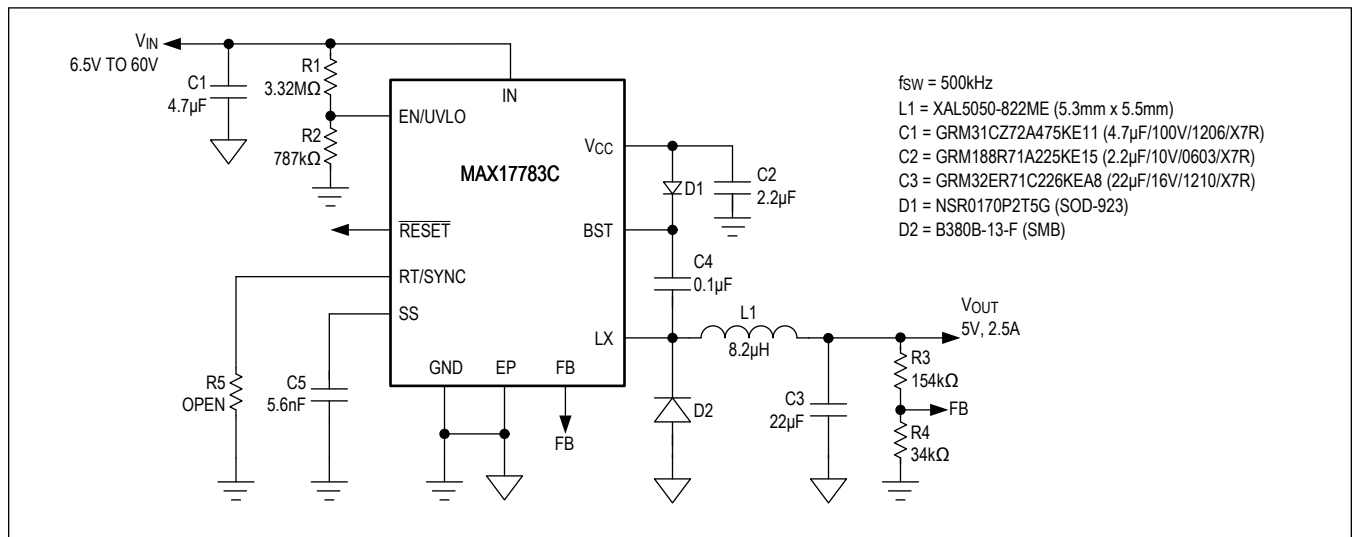 VIN
6.5V TO 60V
C1
4.7µF
R1
3.32MΩ
R2
787kΩ
IN
EN/UVLO
VCC
MAX17783C
D1
C2
2.2µF
RESET
BST
RT/SYNC
C4
0.1µF
SS
LX
L1
8.2µH
VOUT
5V, 2.5A
GND
EP
FB
R5
OPEN
C5
5.6nF
FB
D2
C3
22µF
R3
154kΩ
FB
R4
34kΩ
fSW = 500kHz
L1 = XAL5050-822ME (5.3mm x 5.5mm)
C1 = GRM31CZ72A475KE11 (4.7µF/100V/1206/X7R)
C2 = GRM188R71A225KE15 (2.2µF/10V/0603/X7R)
C3 = GRM32ER71C226KEA8 (22µF/16V/1210/X7R)
D1 = NSR0170P2T5G (SOD-923)
D2 = B380B-13-F (SMB)